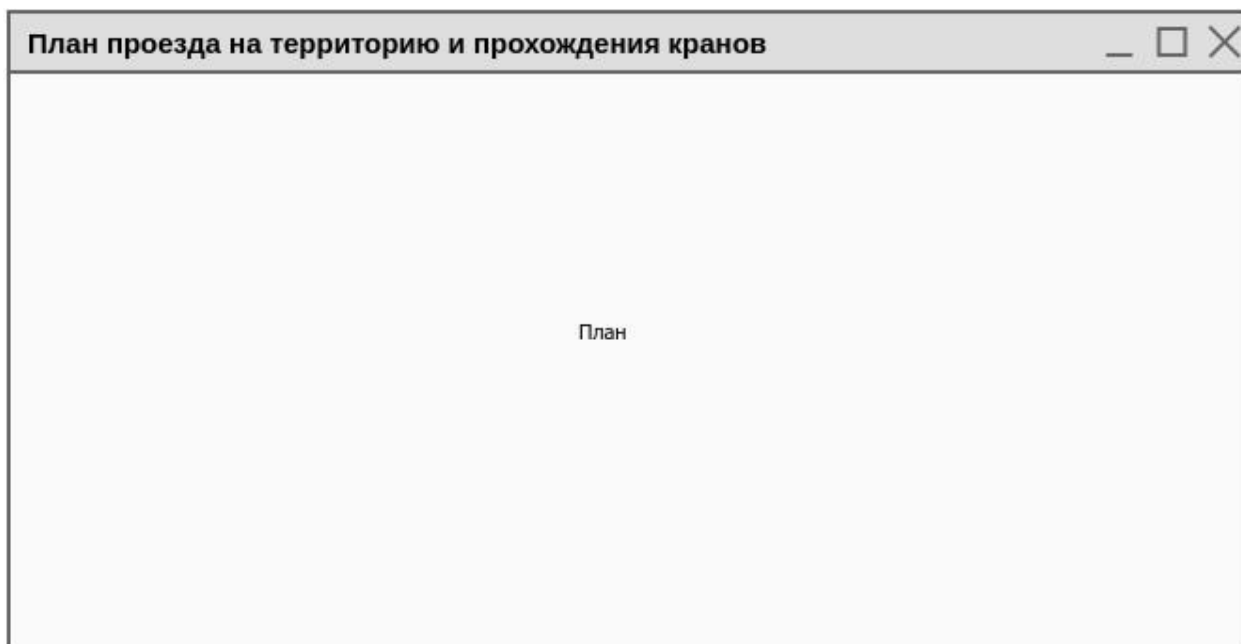 План проезда на территорию и прохождения кранов
План